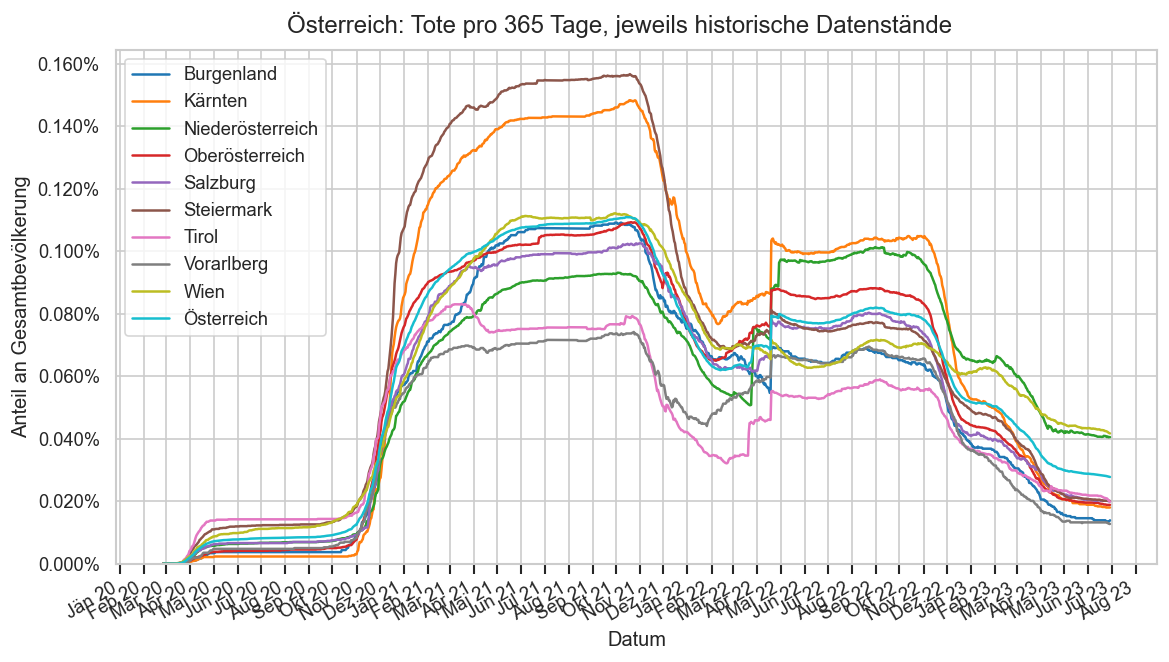 Österreich: Tote pro 365 Tage, jeweils historische Datenstände
Anteil an Gesamtbevölkerung
0.160%
0.140%
0.120%
0.100%
0.080%
0.060%
0.040%
0.020%
0.000%
Burgenland
Kärnten
Niederösterreich
Oberösterreich
Salzburg
Steiermark
Tirol
Vorarlberg
Wien
Österreich
Jän 20
Feb 20
Mär 20
Apr 20
Mai 20
Jun 20
Jul 20
Aug 20
Sep 20
Okt 20
Nov 20
Dez 20
Jän 21
Feb 21
Mär 21
Apr 21
Mai 21
Jun 21
Jul 21
Aug 21
Sep 21
Okt 21
Nov 21
Dez 21
Jän 22
Feb 22
Mär 22
Apr 22
Mai 22
Jun 22
Jul 22
Aug 22
Sep 22
Okt 22
Nov 22
Dez 22
Jän 23
Feb 23
Mär 23
Apr 23
Mai 23
Jun 23
Jul 23
Aug 23
Datum